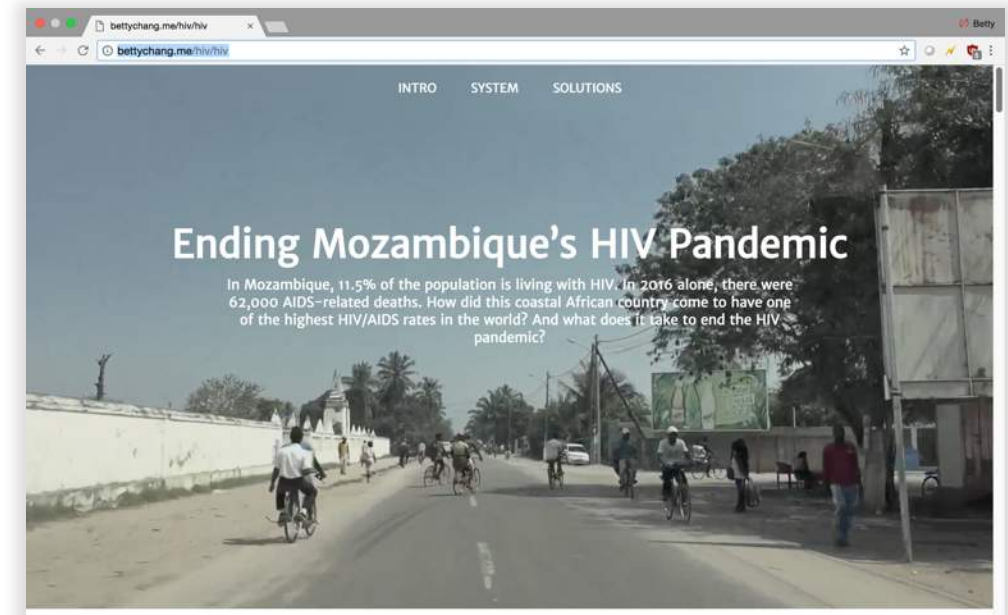 bettychang.me/hiv/hiv
Betty
bettychang.me/hiv/hiv
INTRO SYSTEM SOLUTIONS
Ending Mozambique's HIV Pandemic
In Mozambique, 11.5% of the population is living with HIV. In 2016 alone, there were
62,000 AIDS-related deaths. How did this coastal African country come to have one
of the highest HIV/AIDS rates in the world? And what does it take to end the HIV
pandemic?